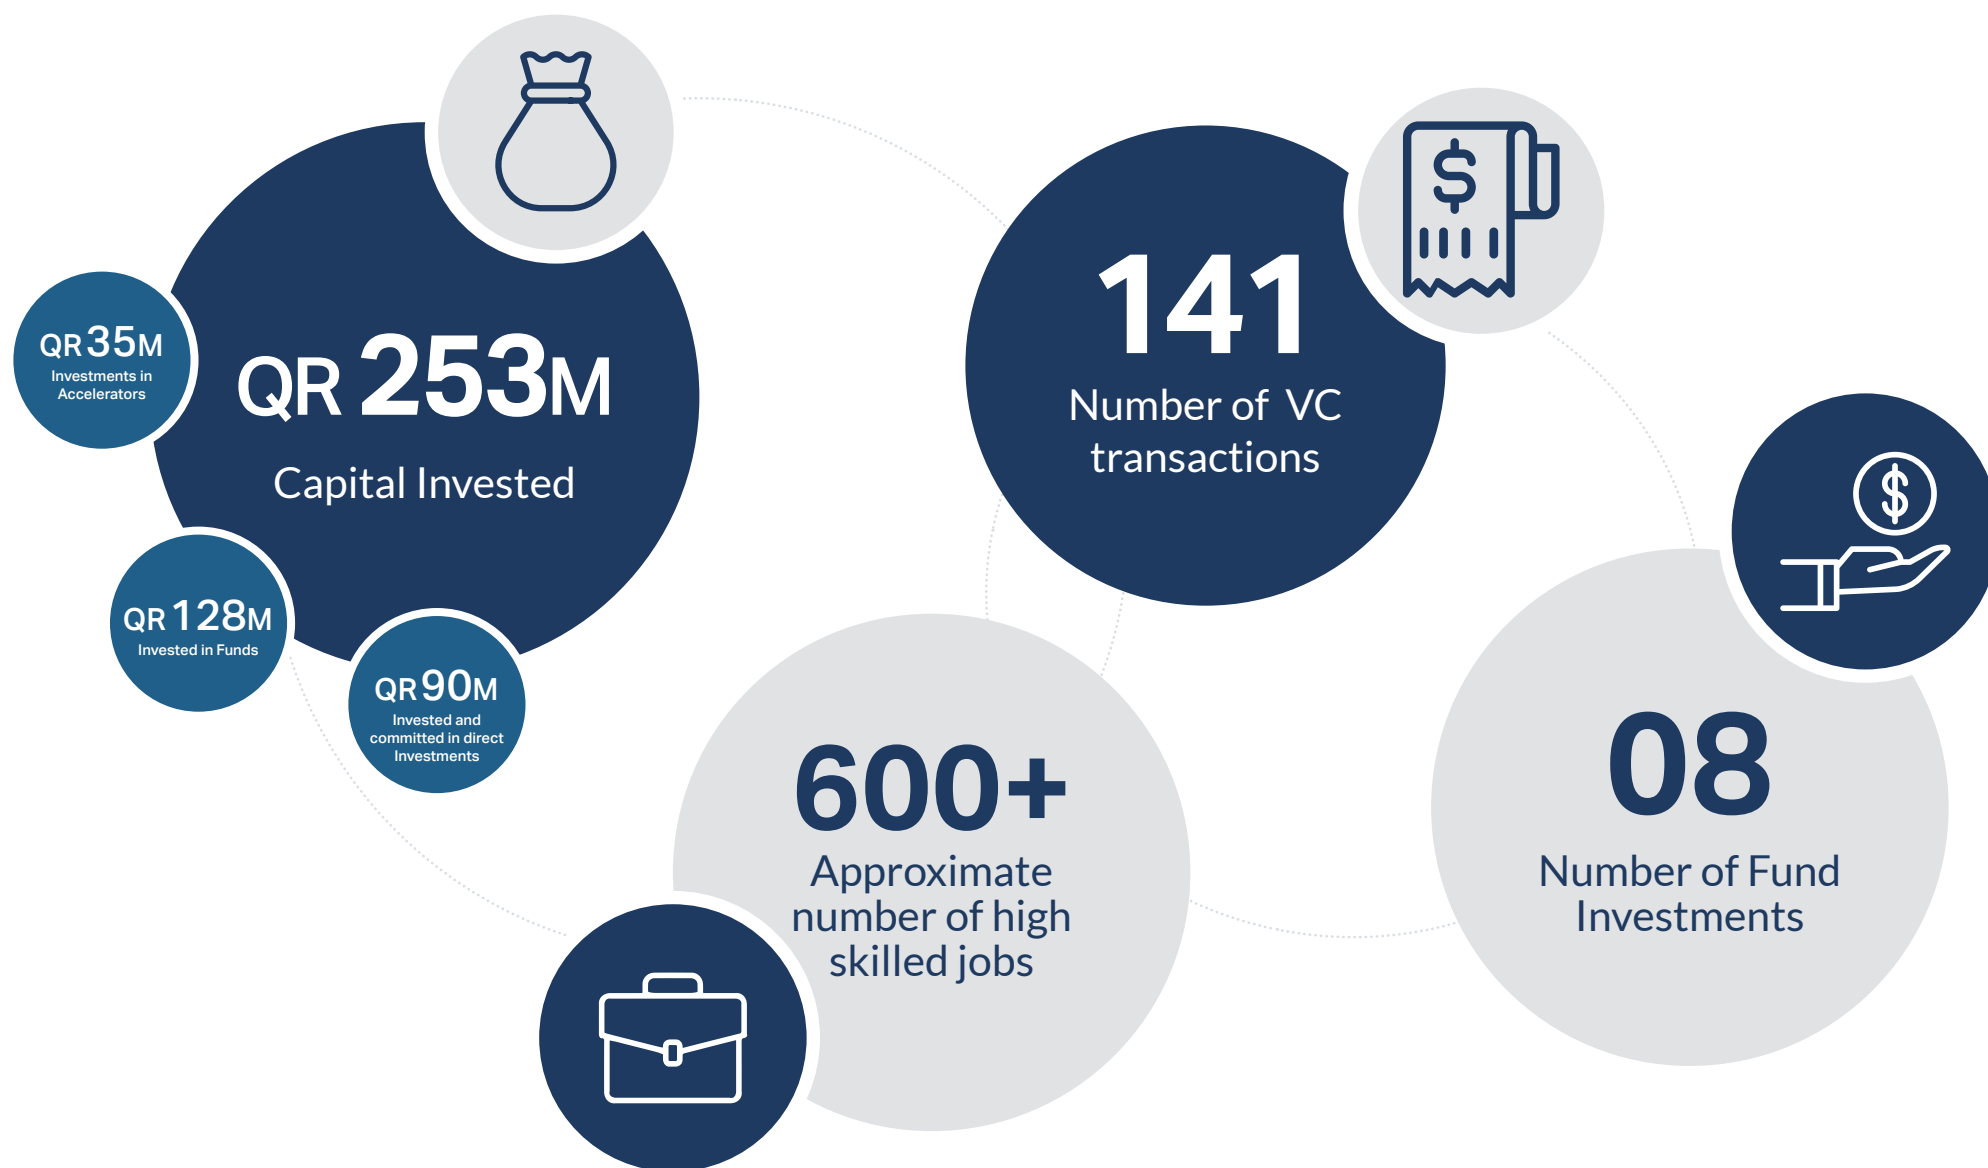 QR 253M
Capital Invested
QR 35M
Investments in
Accelerators
QR 128M
Invested in Funds
QR 90M
Invested and
committed in direct
Investments
141
Number of VC
transactions
$
600+
Approximate
number of high
skilled jobs
08
Number of Fund
Investments
$